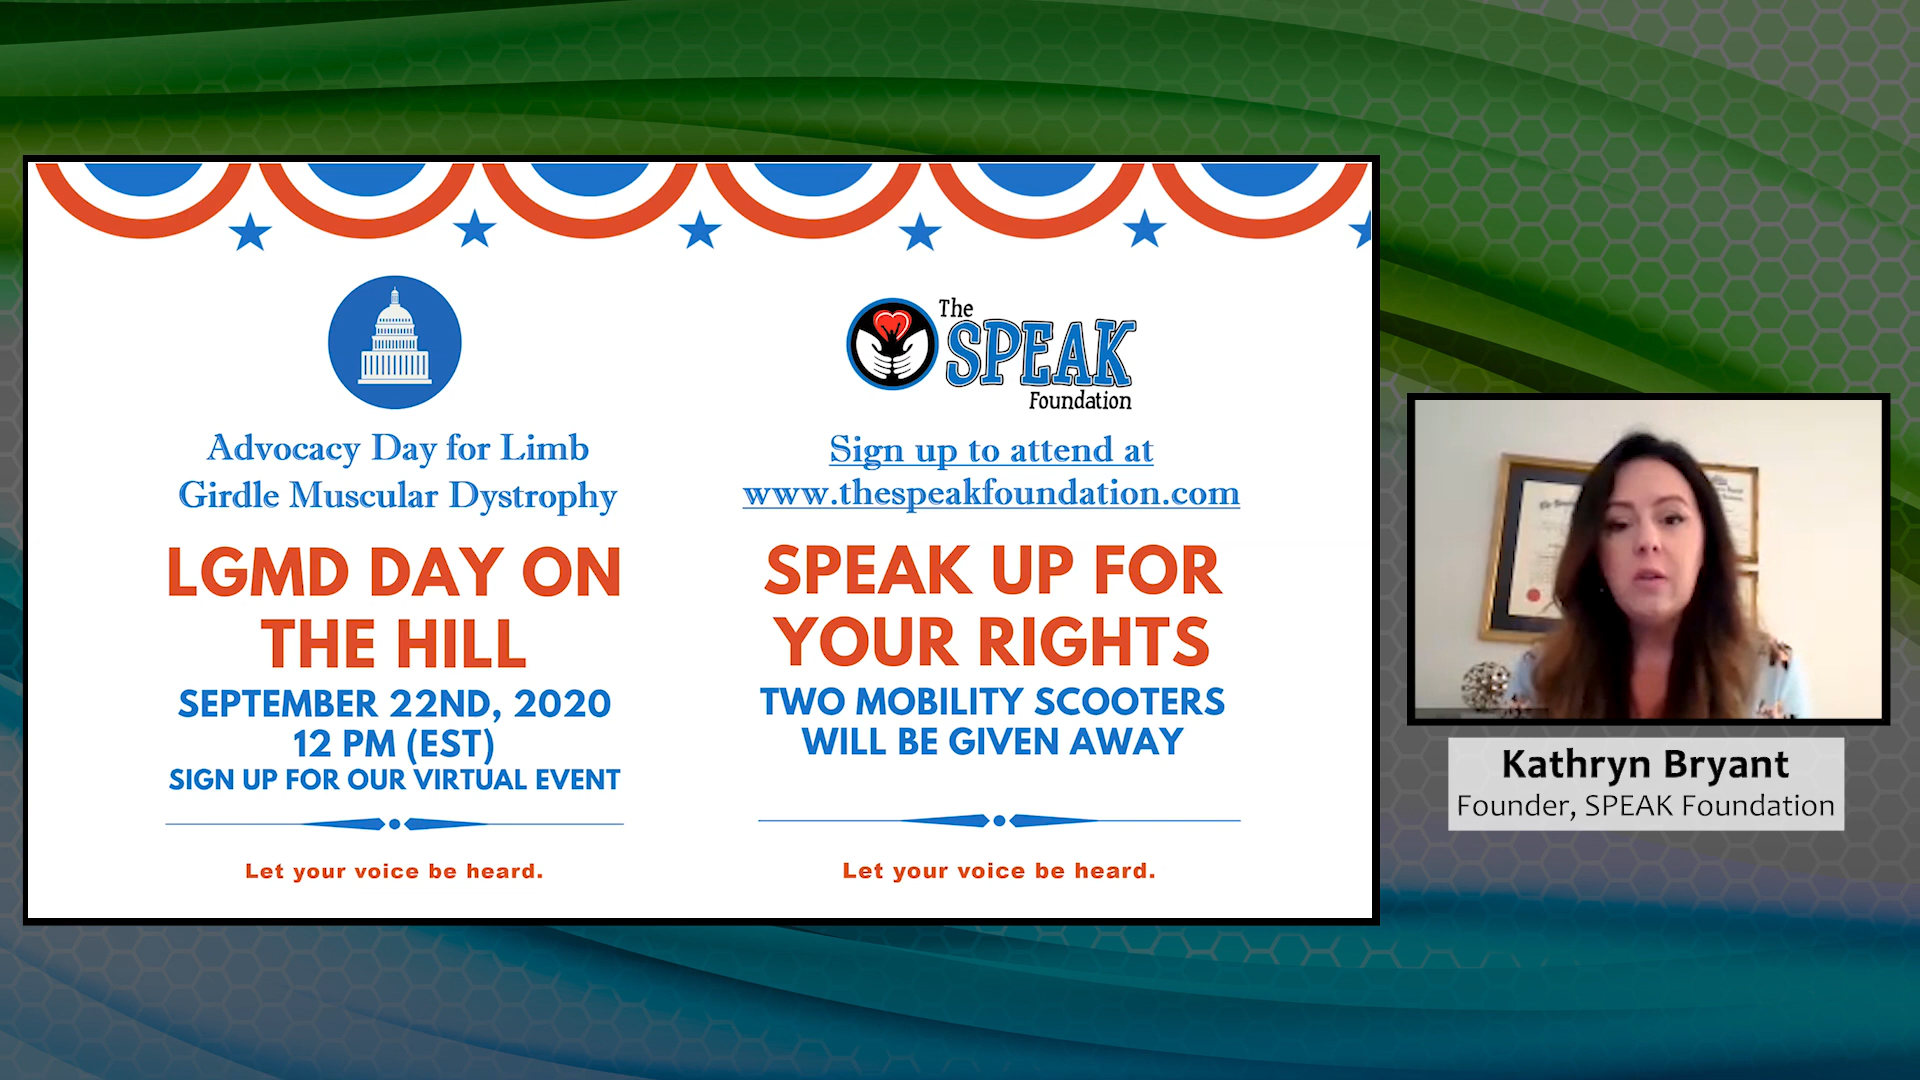 Advocacy Day for Limb
Girdle Muscular Dystrophy
LGMD DAY ON
THE HILL
SEPTEMBER 22ND, 2020
12 PM (EST)
SIGN UP FOR OUR VIRTUAL EVENT
Let your voice be heard.
The
SPEAK
Foundation
Sign up to attend at
www.thespeakfoundation.com
SPEAK UP FOR
YOUR RIGHTS
TWO MOBILITY SCOOTERS
WILL BE GIVEN AWAY
Let your voice be heard.
Kathryn Bryant
Founder, SPEAK Foundation